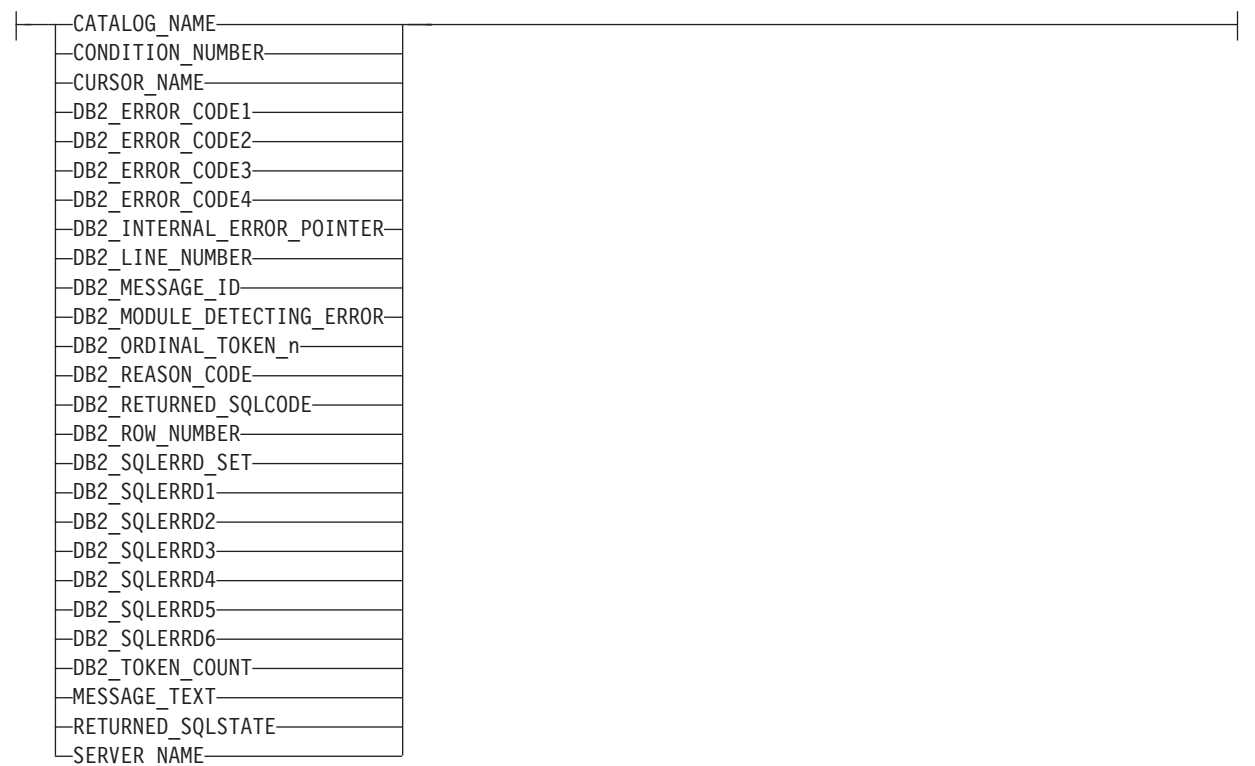 CATALOG_NAME
CONDITION_NUMBER
CURSOR_NAME
DB2_ERROR_CODE1
DB2_ERROR_CODE2
DB2_ERROR_CODE3
DB2_ERROR_CODE4
DB2_INTERNAL_ERROR_POINTER
DB2_LINE_NUMBER
DB2_MESSAGE_ID
DB2_MODULE_DETECTING_ERROR
DB2_ORDINAL_TOKEN_n
DB2_REASON_CODE
DB2_RETURNED_SQLCODE
DB2_ROW_NUMBER
DB2_SQLERRD_SET
DB2_SQLERRD1
DB2_SQLERRD2
DB2_SQLERRD3
DB2_SQLERRD4
DB2_SQLERRD5
DB2_SQLERRD6
DB2_TOKEN_COUNT
MESSAGE_TEXT
RETURNED_SQLSTATE
SERVER_NAME